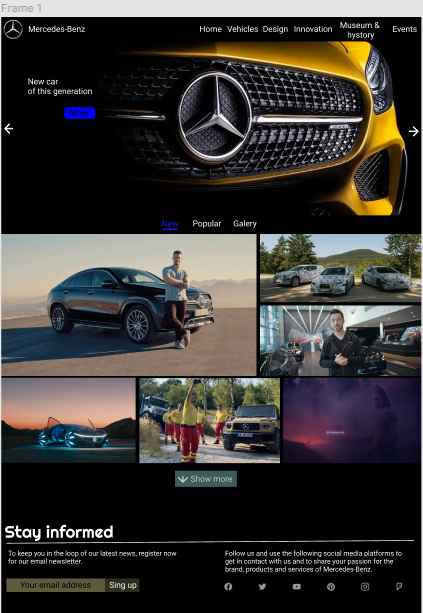 Frame 1
Mercedes-Benz
Home Vehicles Design Innovation Museum & hystory Events
New car
of this generation
New Popular Galery
Show more
Stay informed
To keep you in the loop of our latest news, register now
for our email newsletter.
Your email address Sing up
Follow us and use the following social media platforms to
get in contact with us and to share your passion for the
brand, products and services of Mercedes-Benz.